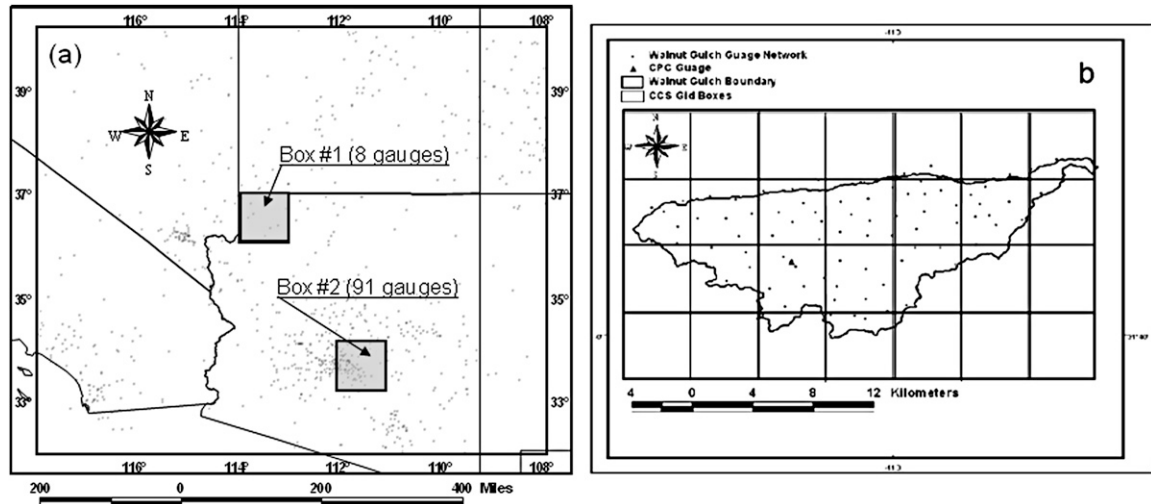 116° 114° 112° 110° 108°
(a)
39° 39°
N
W E
S
Box #1 (8 gauges)
37° 37°
Box #2 (91 gauges)
35° 35°
33° 33°
116° 114° 112° 110° 108°
200 0 200 400 Miles
b
Walnut Gulch Guage Network
CPC Guage
Walnut Gulch Boundary
CCS Gid Boxes
4 0 4 8 12 Kilometers